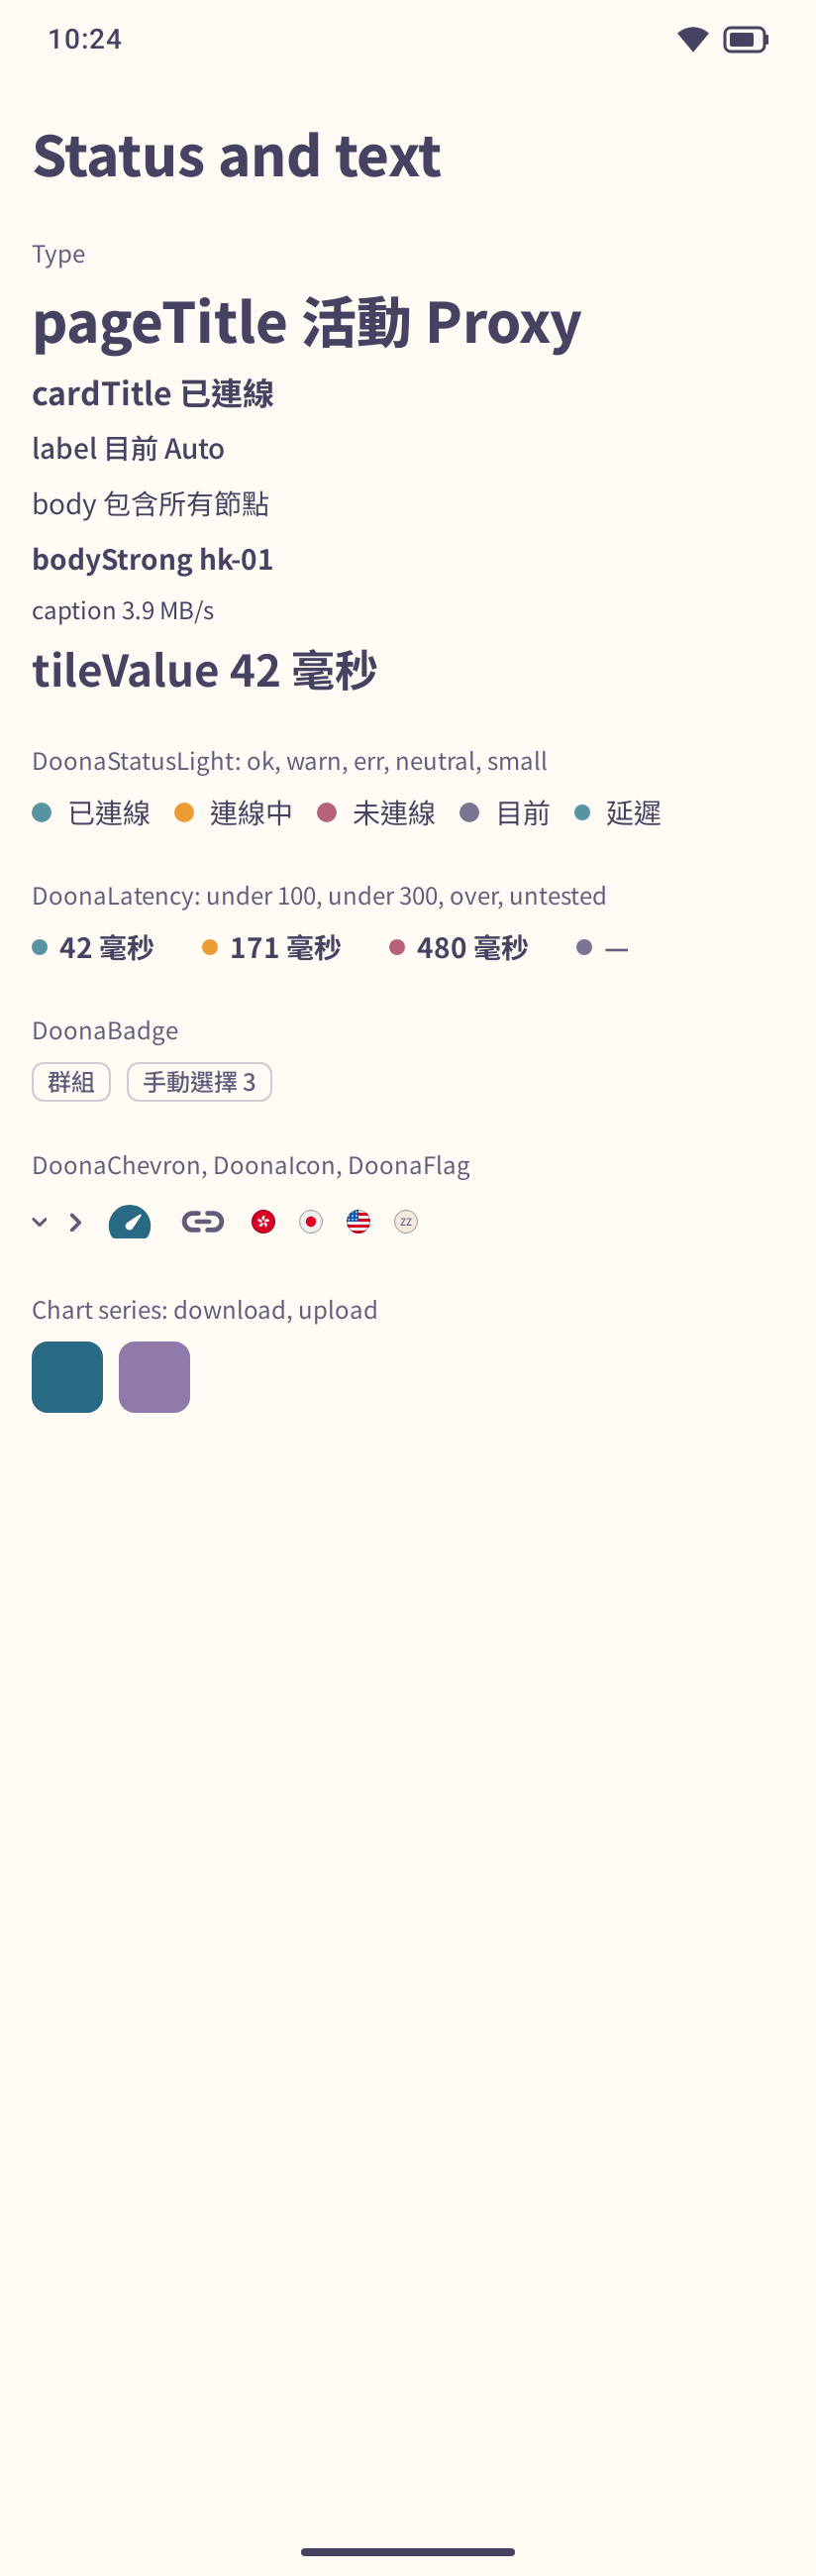 10:24
Status and text
Type
pageTitle 活動 Proxy
cardTitle 已連線
label 目前 Auto
body 包含所有節點
bodyStrong hk-01
caption 3.9 MB/s
tileValue 42 毫秒
DoonaStatusLight: ok, warn, err, neutral, small
已連線 連線中 未連線 目前 延遲
DoonaLatency: under 100, under 300, over, untested
42 毫秒 171 毫秒 480 毫秒 —
DoonaBadge
群組 手動選擇 3
DoonaChevron, DoonaIcon, DoonaFlag
ZZ
Chart series: download, upload